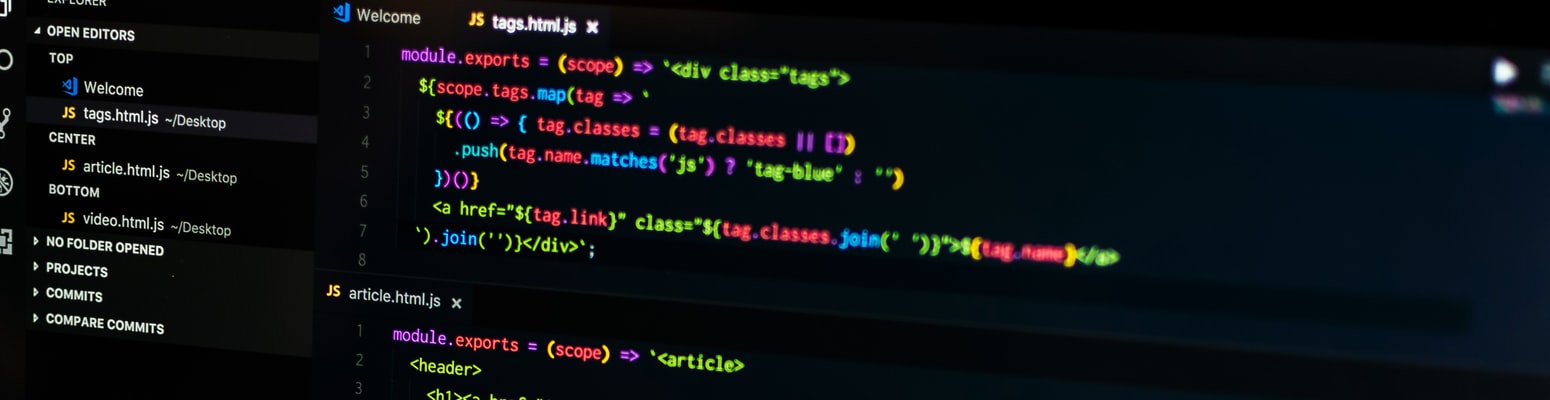 EXPLORER
OPEN EDITORS
TOP
Welcome
JS tags.html.js ~/Desktop
CENTER
JS article.html.js ~/Desktop
BOTTOM
JS video.html.js ~/Desktop
NO FOLDER OPENED
PROJECTS
COMMITS
COMPARE COMMITS
Welcome JS tags.html.js ×
1 module.exports = (scope) => `<div class="tags">
2 ${scope.tags.map(tag => `
3 ${(() => { tag.classes = (tag.classes || [])
4 .push(tag.name.matches('js') ? "tag-blue" : "")
5 })()}
6 <a href="${tag.link}" class="${tag.classes.join(" ")}">${tag.name}</a>
7 `).join('')}</div>`;
8
JS article.html.js ×
1 module.exports = (scope) => `<article>
2 <header>
3 <h1><a href="